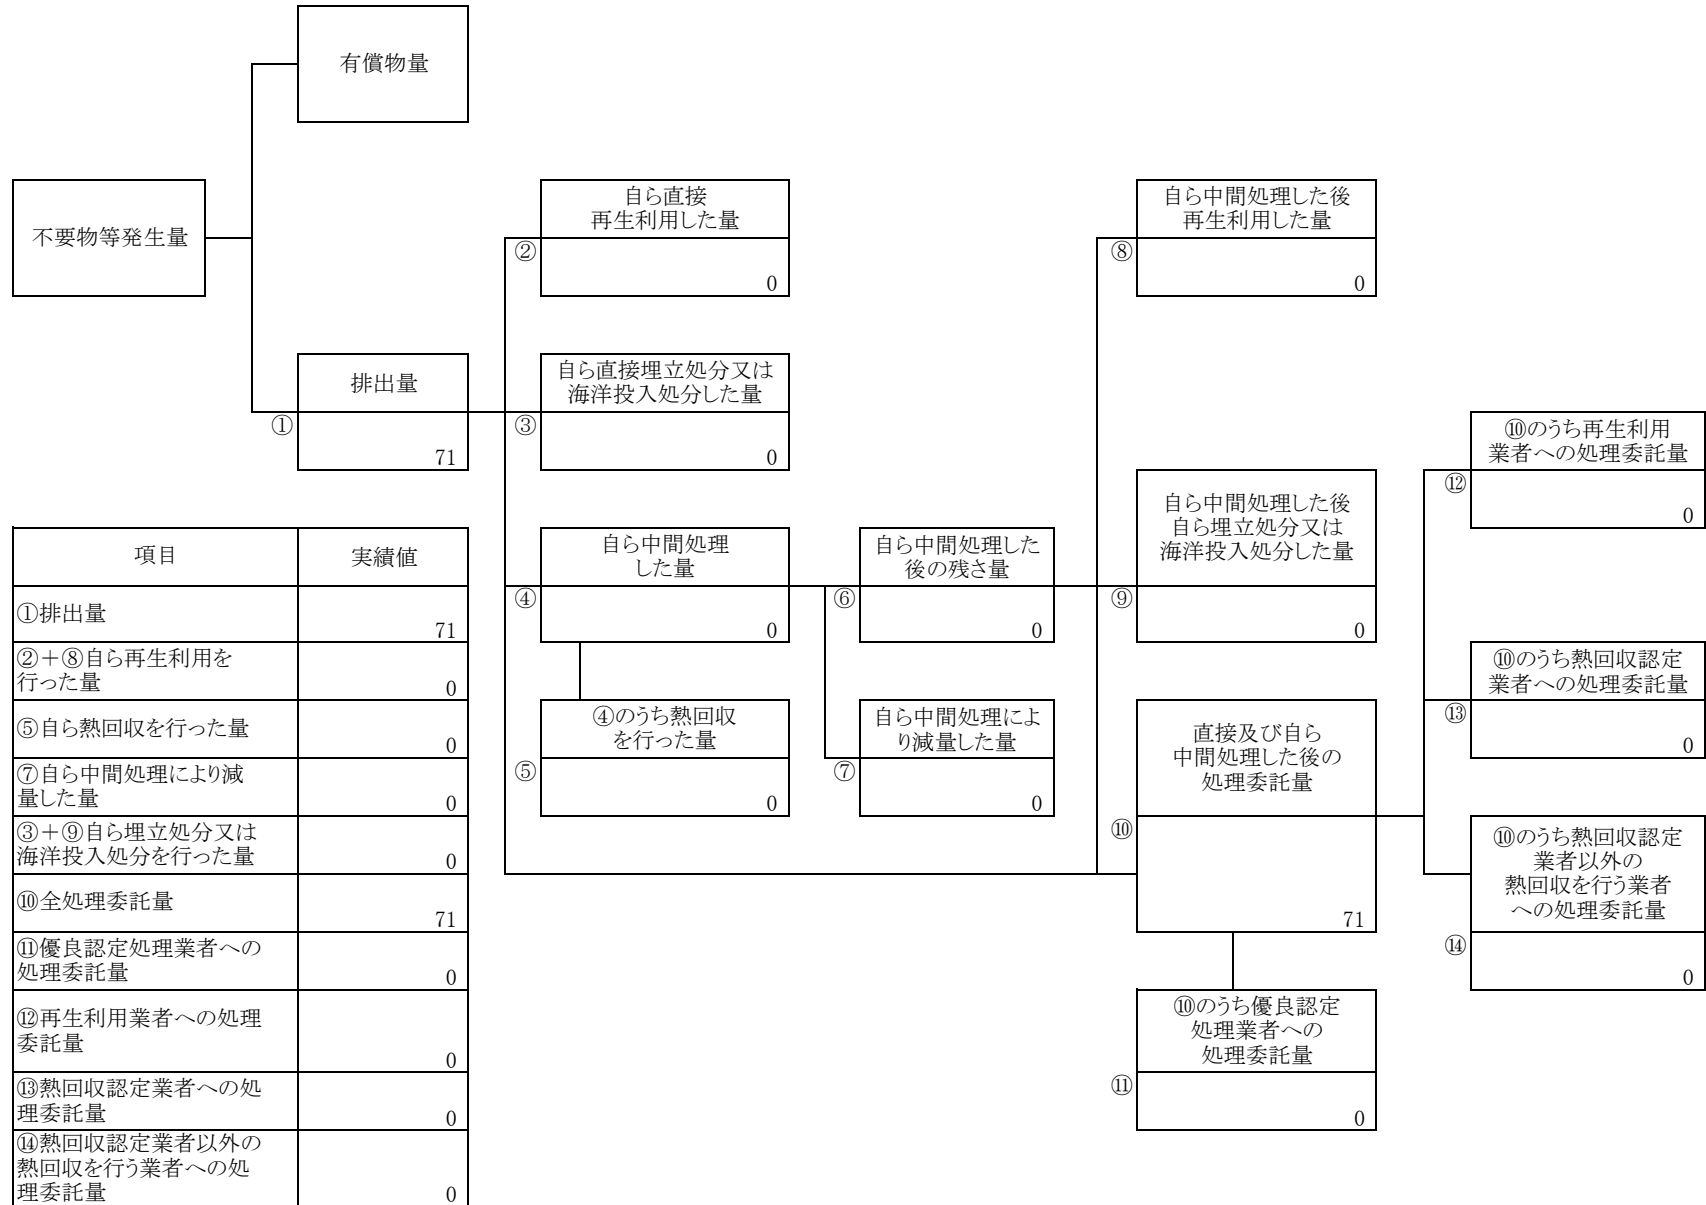 有償物量
不要物等発生量
自ら直接
再生利用した量
②
0
自ら中間処理した後
再生利用した量
⑧
0
排出量
①
71
自ら直接埋立処分又は
海洋投入処分した量
③
0
⑩のうち再生利用
業者への処理委託量
⑫
0
自ら中間処理
した量
④
0
自ら中間処理した
後の残さ量
⑥
0
自ら中間処理した後
自ら埋立処分又は
海洋投入処分した量
⑨
0
⑩のうち熱回収認定
業者への処理委託量
⑬
0
④のうち熱回収
を行った量
⑤
0
自ら中間処理によ
り減量した量
⑦
0
直接及び自ら
中間処理した後の
処理委託量
⑩
71
⑩のうち熱回収認定
業者以外の
熱回収を行う業者
への処理委託量
⑭
0
⑩のうち優良認定
処理業者への
処理委託量
⑪
0
項目 実績値
①排出量
71
②＋⑧自ら再生利用を
行った量
0
⑤自ら熱回収を行った量
0
⑦自ら中間処理により減
量した量
0
③＋⑨自ら埋立処分又は
海洋投入処分を行った量
0
⑩全処理委託量
71
⑪優良認定処理業者への
処理委託量
0
⑫再生利用業者への処理
委託量
0
⑬熱回収認定業者への処
理委託量
0
⑭熱回収認定業者以外の
熱回収を行う業者への処
理委託量
0